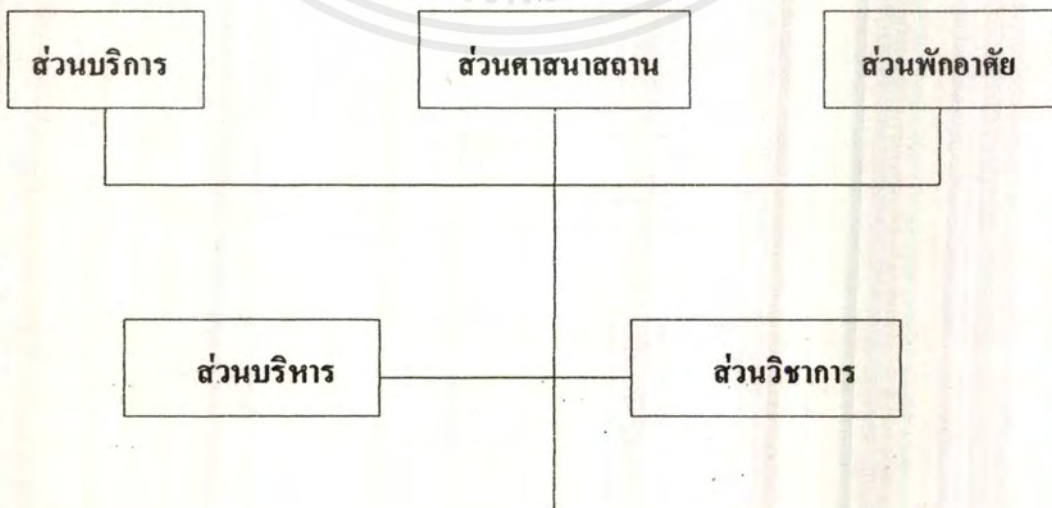 ส่วนบริการ
ส่วนศาสนาสถาน
ส่วนพักอาศัย
ส่วนบริหาร
ส่วนวิชาการ